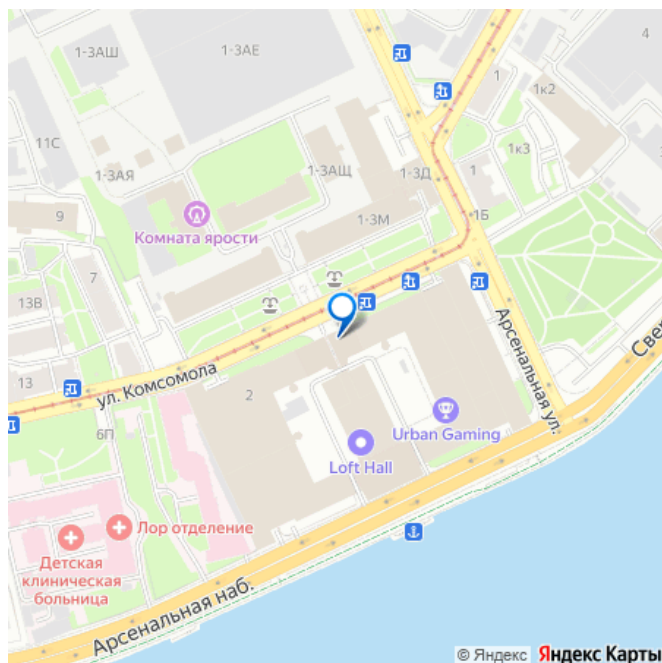 4
1-3АШ
1-3АЕ
1
1к2
11С
1к3
1-3АЯ
1-3АЩ
1-3Д
9
Комната ярости
1-3М
1Б
7
13В
Арсенальная ул.
Све
13
ул. Комсомола
2
6П
Urban Gaming
Loft Hall
Лор отделение
Детская
клиническая
больница
Арсенальная наб.
© Яндекс Яндекс Карты